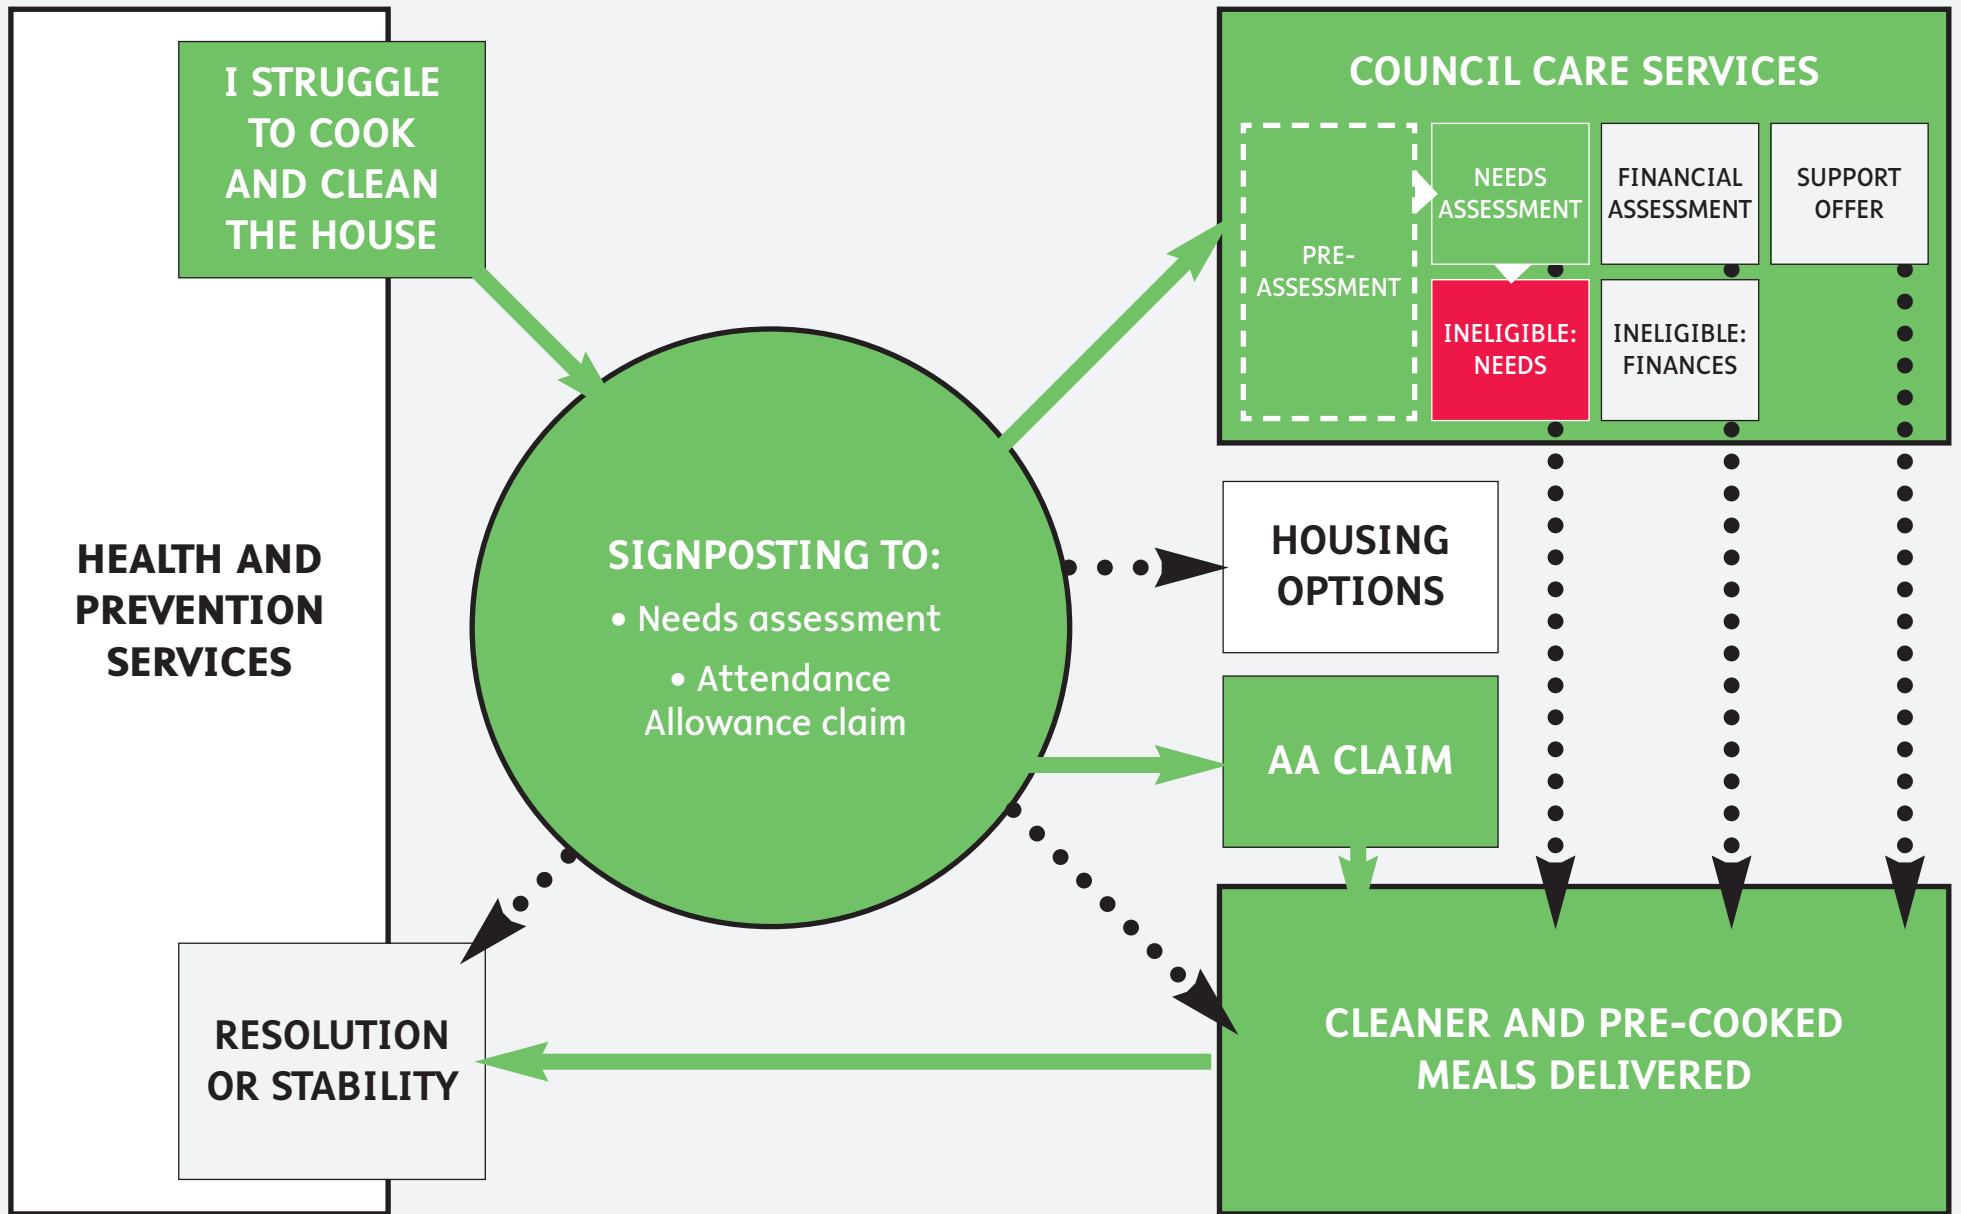 I STRUGGLE
TO COOK
AND CLEAN
THE HOUSE
HEALTH AND
PREVENTION
SERVICES
RESOLUTION
OR STABILITY
SIGNPOSTING TO:
• Needs assessment
• Attendance
Allowance claim
COUNCIL CARE SERVICES
PRE-
ASSESSMENT
NEEDS
ASSESSMENT
FINANCIAL
ASSESSMENT
SUPPORT
OFFER
INELIGIBLE:
NEEDS
INELIGIBLE:
FINANCES
HOUSING
OPTIONS
AA CLAIM
CLEANER AND PRE-COOKED
MEALS DELIVERED